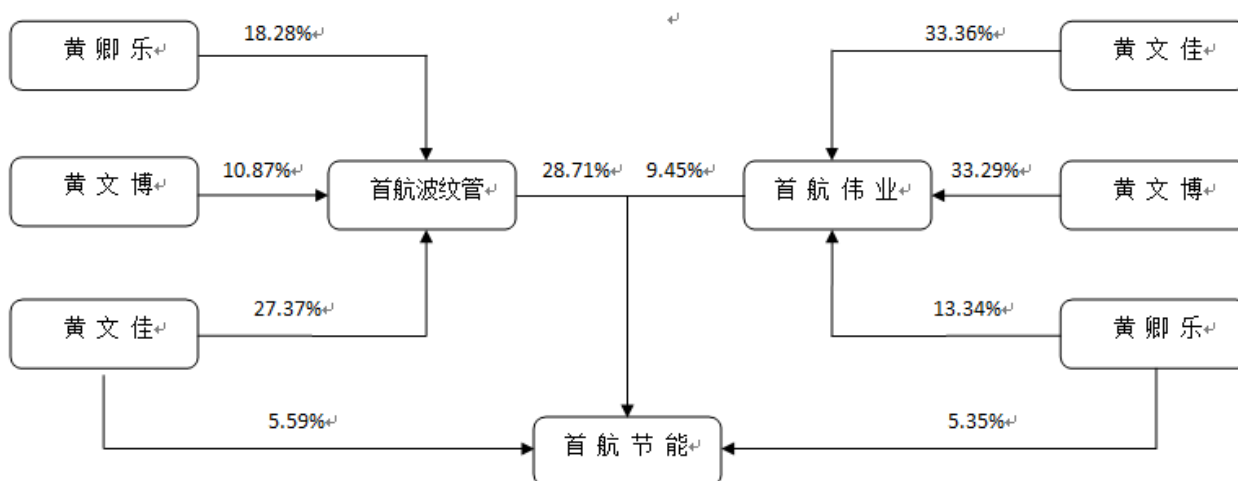 黄 卿 乐
18.28%
33.36%
黄 文 佳
黄 文 博
10.87%
首航波纹管
28.71%
9.45%
首 航 伟 业
33.29%
黄 文 博
黄 文 佳
27.37%
13.34%
黄 卿 乐
5.59%
首 航 节 能
5.35%